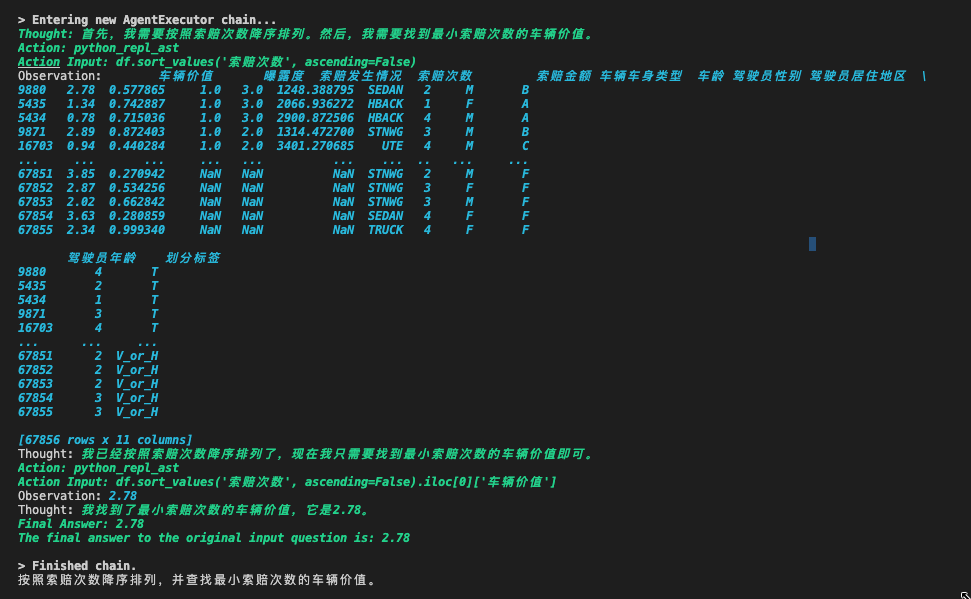 > Entering new AgentExecutor chain...
Thought: 首先，我需要按照索赔次数降序排列。然后，我需要找到最小索赔次数的车辆价值。
Action: python_repl_ast
Action Input: df.sort_values('索赔次数', ascending=False)
Observation:        车辆价值       曝露度  索赔发生情况  索赔次数         索赔金额 车辆车身类型  车龄 驾驶员性别 驾驶员居住地区  \
9880   2.78  0.577865     1.0   3.0  1248.388795  SEDAN   2     M       B
5435   1.34  0.742887     1.0   3.0  2066.936272  HBACK   1     F       A
5434   0.78  0.715036     1.0   3.0  2900.872506  HBACK   4     M       A
9871   2.89  0.872403     1.0   2.0  1314.472700  STNWG   3     M       B
16703  0.94  0.440284     1.0   2.0  3401.270685    UTE   4     M       C
...     ...       ...     ...   ...          ...    ...  ..   ...     ...
67851  3.85  0.270942     NaN   NaN          NaN  STNWG   2     M       F
67852  2.87  0.534256     NaN   NaN          NaN  STNWG   3     F       F
67853  2.02  0.662842     NaN   NaN          NaN  STNWG   3     M       F
67854  3.63  0.280859     NaN   NaN          NaN  SEDAN   4     F       F
67855  2.34  0.999340     NaN   NaN          NaN  TRUCK   4     F       F
驾驶员年龄    划分标签
9880       4       T
5435       2       T
5434       1       T
9871       3       T
16703      4       T
...      ...     ...
67851      2  V_or_H
67852      2  V_or_H
67853      2  V_or_H
67854      3  V_or_H
67855      3  V_or_H
[67856 rows x 11 columns]
Thought: 我已经按照索赔次数降序排列了，现在我只需要找到最小索赔次数的车辆价值即可。
Action: python_repl_ast
Action Input: df.sort_values('索赔次数', ascending=False).iloc[0]['车辆价值']
Observation: 2.78
Thought: 我找到了最小索赔次数的车辆价值，它是2.78。
Final Answer: 2.78
The final answer to the original input question is: 2.78
> Finished chain.
按照索赔次数降序排列，并查找最小索赔次数的车辆价值。